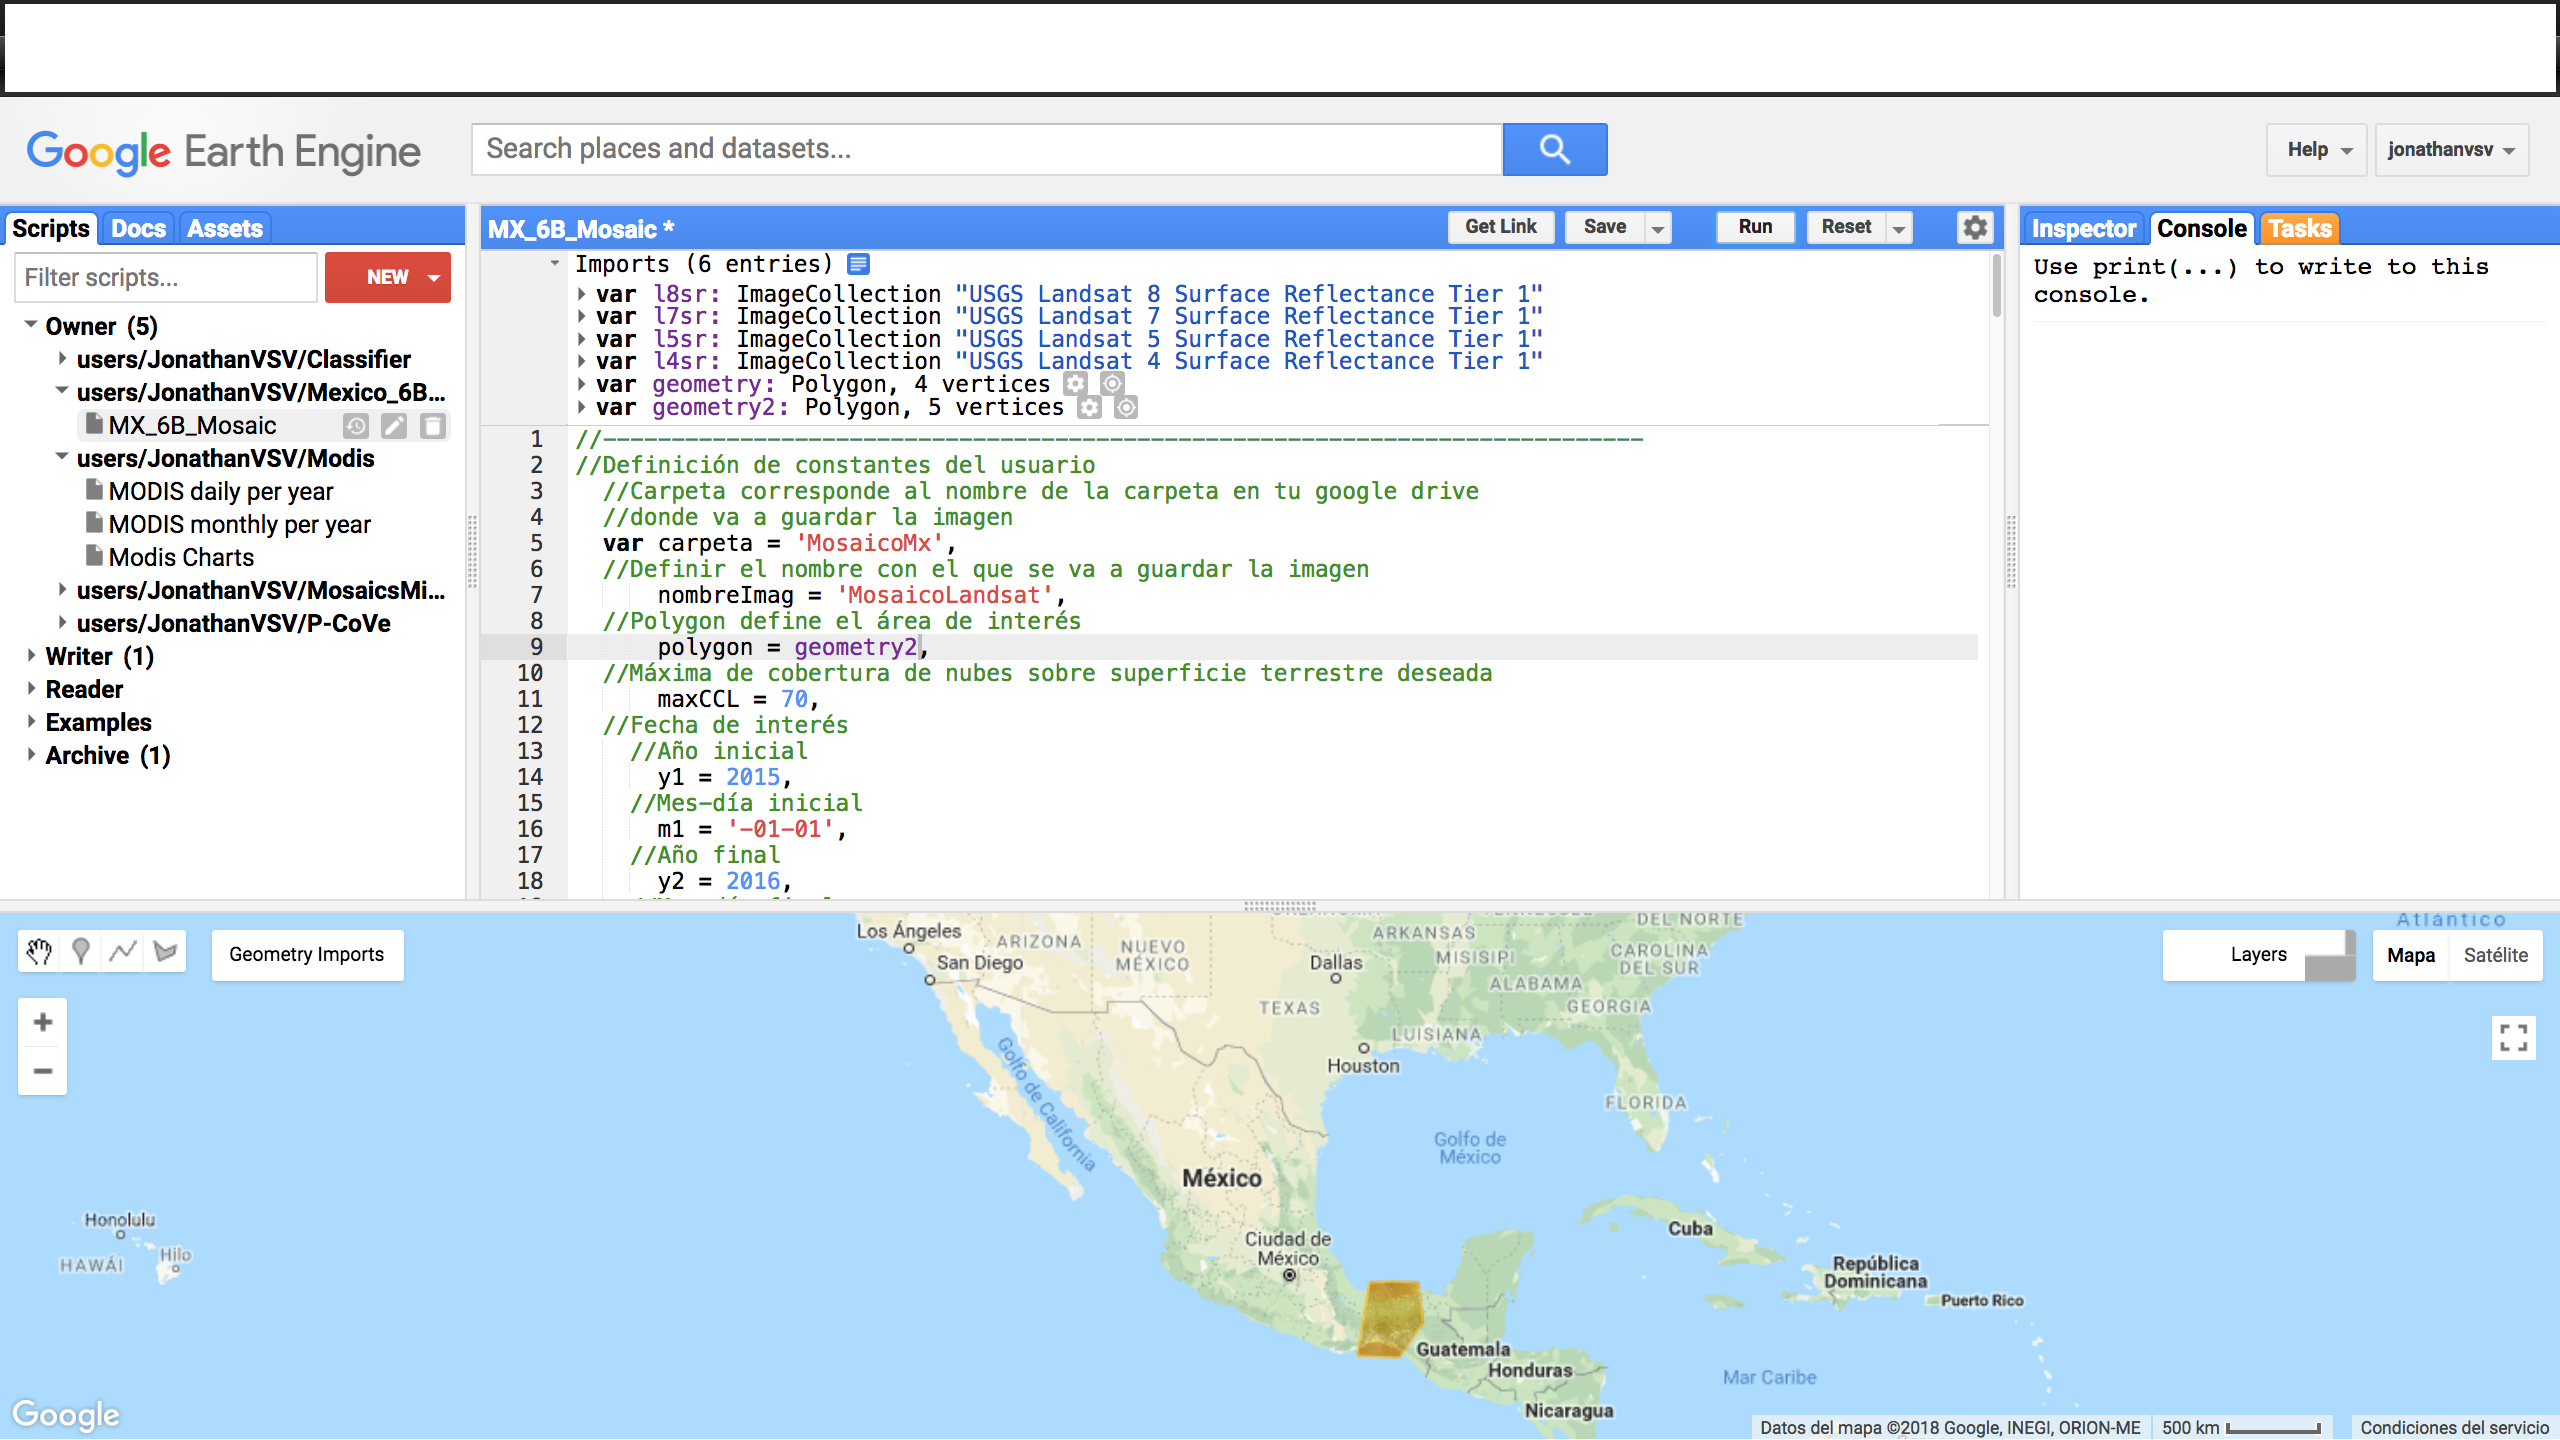 Google Earth Engine
Search places and datasets...
Help
jonathanvsv
Scripts Docs Assets
Filter scripts...
NEW
Owner (5)
users/JonathanVSV/Classifier
users/JonathanVSV/Mexico_6B...
MX_6B_Mosaic
users/JonathanVSV/Modis
MODIS daily per year
MODIS monthly per year
Modis Charts
users/JonathanVSV/MosaicsMi...
users/JonathanVSV/P-CoVe
Writer (1)
Reader
Examples
Archive (1)
MX_6B_Mosaic *
Get Link
Save
Run
Reset
Imports (6 entries)
var l8sr: ImageCollection "USGS Landsat 8 Surface Reflectance Tier 1"
var l7sr: ImageCollection "USGS Landsat 7 Surface Reflectance Tier 1"
var l5sr: ImageCollection "USGS Landsat 5 Surface Reflectance Tier 1"
var l4sr: ImageCollection "USGS Landsat 4 Surface Reflectance Tier 1"
var geometry: Polygon, 4 vertices
var geometry2: Polygon, 5 vertices
1 //----------------------------------------------------------------------------
2 //Definición de constantes del usuario
3 //Carpeta corresponde al nombre de la carpeta en tu google drive
4 //donde va a guardar la imagen
5 var carpeta = 'MosaicoMx',
6 //Definir el nombre con el que se va a guardar la imagen
7 nombreImag = 'MosaicoLandsat',
8 //Polygon define el área de interés
9 polygon = geometry2,
10 //Máxima de cobertura de nubes sobre superficie terrestre deseada
11 maxCCL = 70,
12 //Fecha de interés
13 //Año inicial
14 y1 = 2015,
15 //Mes-día inicial
16 m1 = '-01-01',
17 //Año final
18 y2 = 2016,
Inspector Console Tasks
Use print(...) to write to this
console.
Geometry Imports
Layers
Mapa Satélite
Atlántico
Los Ángeles
San Diego
ARIZONA
NUEVO
MÉXICO
Dallas
TEXAS
ARKANSAS
MISISIPI
ALABAMA
DEL NORTE
CAROLINA
DEL SUR
GEORGIA
LUISIANA
Houston
FLORIDA
Golfo de California
Golfo de
México
México
Ciudad de
México
Honolulu
HAWÁI
Hilo
Cuba
República
Dominicana
Puerto Rico
Guatemala
Honduras
Nicaragua
Mar Caribe
Google
Datos del mapa ©2018 Google, INEGI, ORION-ME
500 km
Condiciones del servicio